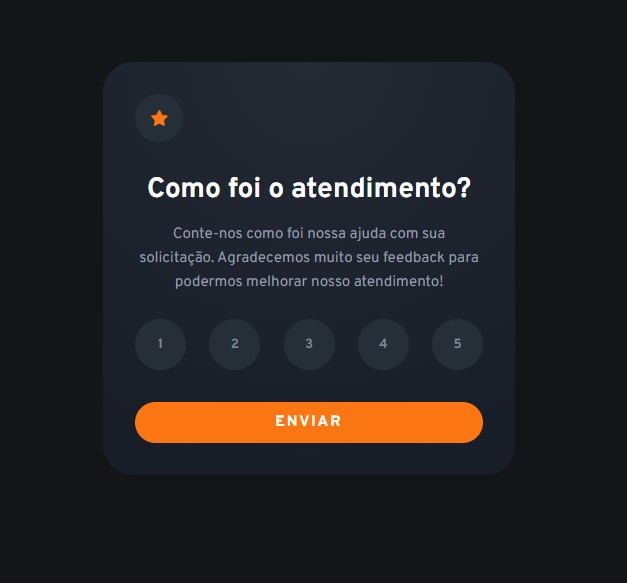 Como foi o atendimento?
Conte-nos como foi nossa ajuda com sua
solicitação. Agradecemos muito seu feedback para
podermos melhorar nosso atendimento!
1 2 3 4 5
ENVIAR